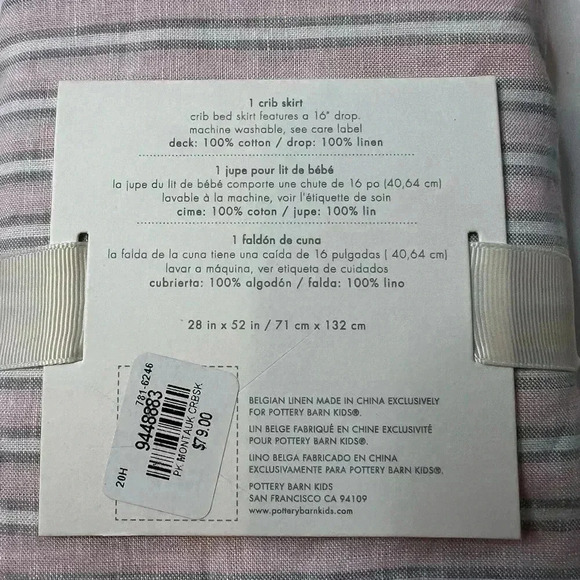 1 crib skirt
crib bed skirt features a 16" drop.
machine washable, see care label
deck: 100% cotton / drop: 100% linen
1 jupe pour lit de bébé
la jupe du lit de bébé comporte une chute de 16 po (40,64 cm)
lavable à la machine, voir l'étiquette de soin
cime: 100% coton / jupe: 100% lin
1 faldón de cuna
la falda de la cuna tiene una caída de 16 pulgadas ( 40,64 cm)
lavar a máquina, ver etiqueta de cuidados
cubrierta: 100% algodón / falda: 100% lino
28 in x 52 in / 71 cm x 132 cm
781-6246
9448883
20H
PK MONTAUK CRBSK
$79.00
BELGIAN LINEN MADE IN CHINA EXCLUSIVELY
FOR POTTERY BARN KIDS®.
LIN BELGE FABRIQUÉ EN CHINE EXCLUSIVITÉ
POUR POTTERY BARN KIDS®.
LINO BELGA FABRICADO EN CHINA
EXCLUSIVAMENTE PARA POTTERY BARN KIDS®.
POTTERY BARN KIDS
SAN FRANCISCO CA 94109
www.potterybarnkids.com